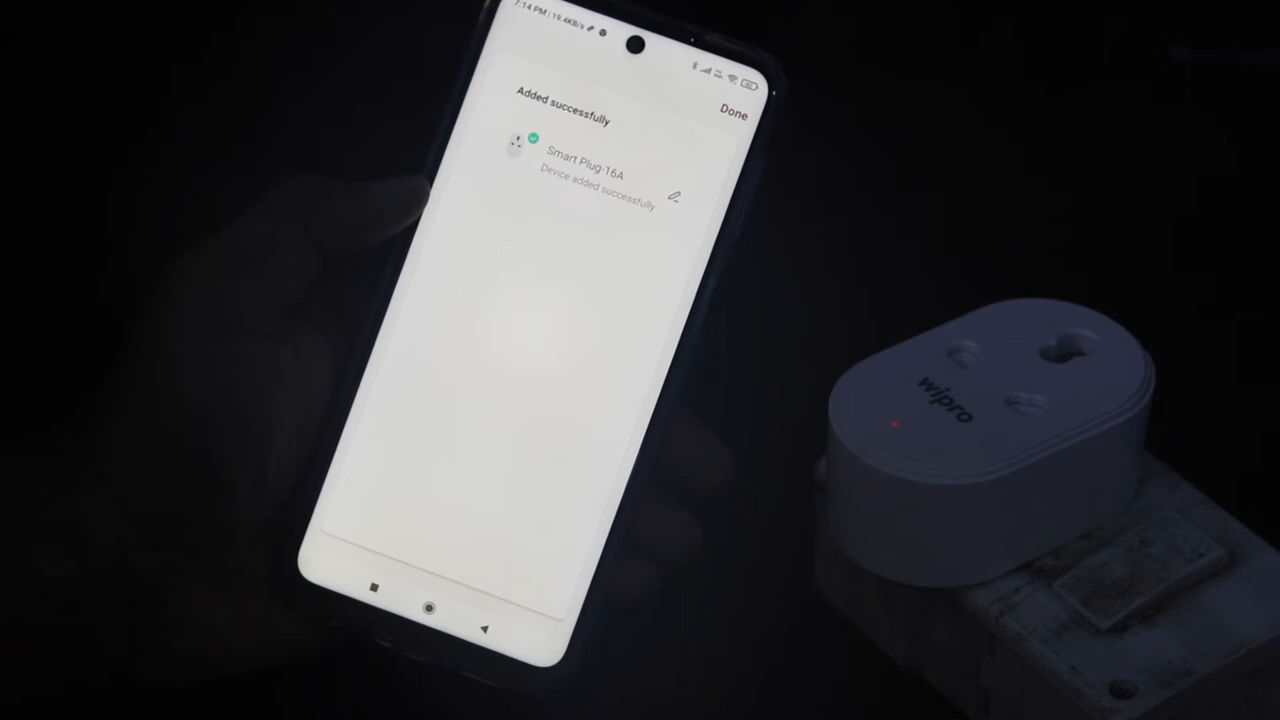 7:14 PM | 19.4KB/s
Added successfully
Done
Smart Plug-16A
Device added successfully
wipro